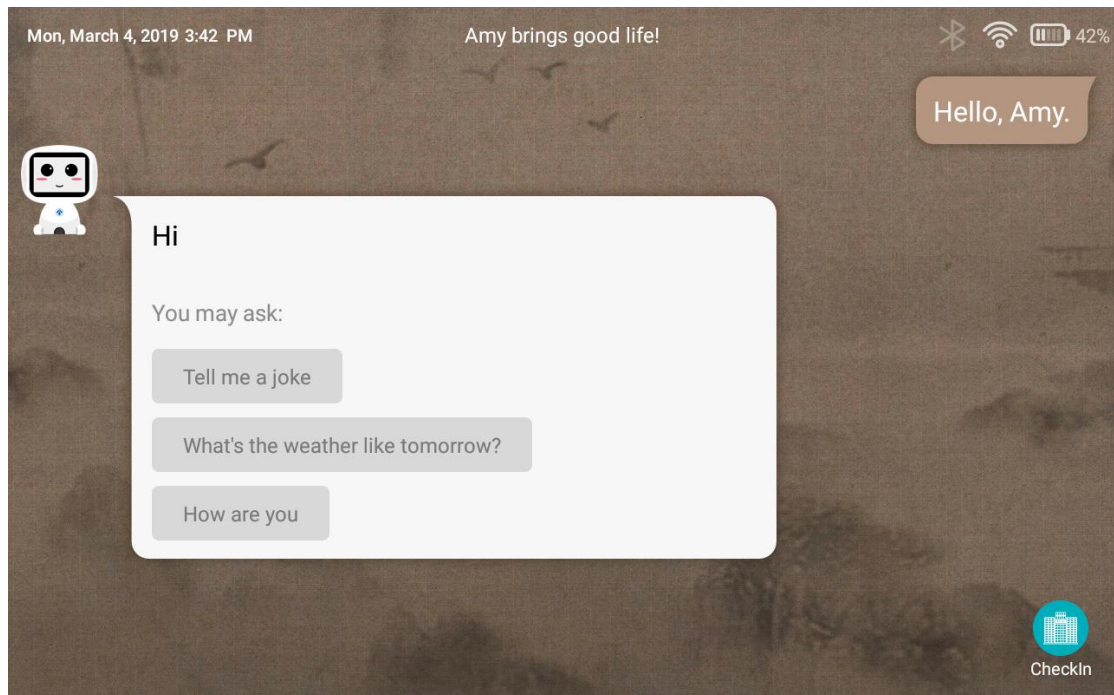 Mon, March 4, 2019 3:42 PM
Amy brings good life!
42%
Hello, Amy.
Hi
You may ask:
Tell me a joke
What's the weather like tomorrow?
How are you
CheckIn